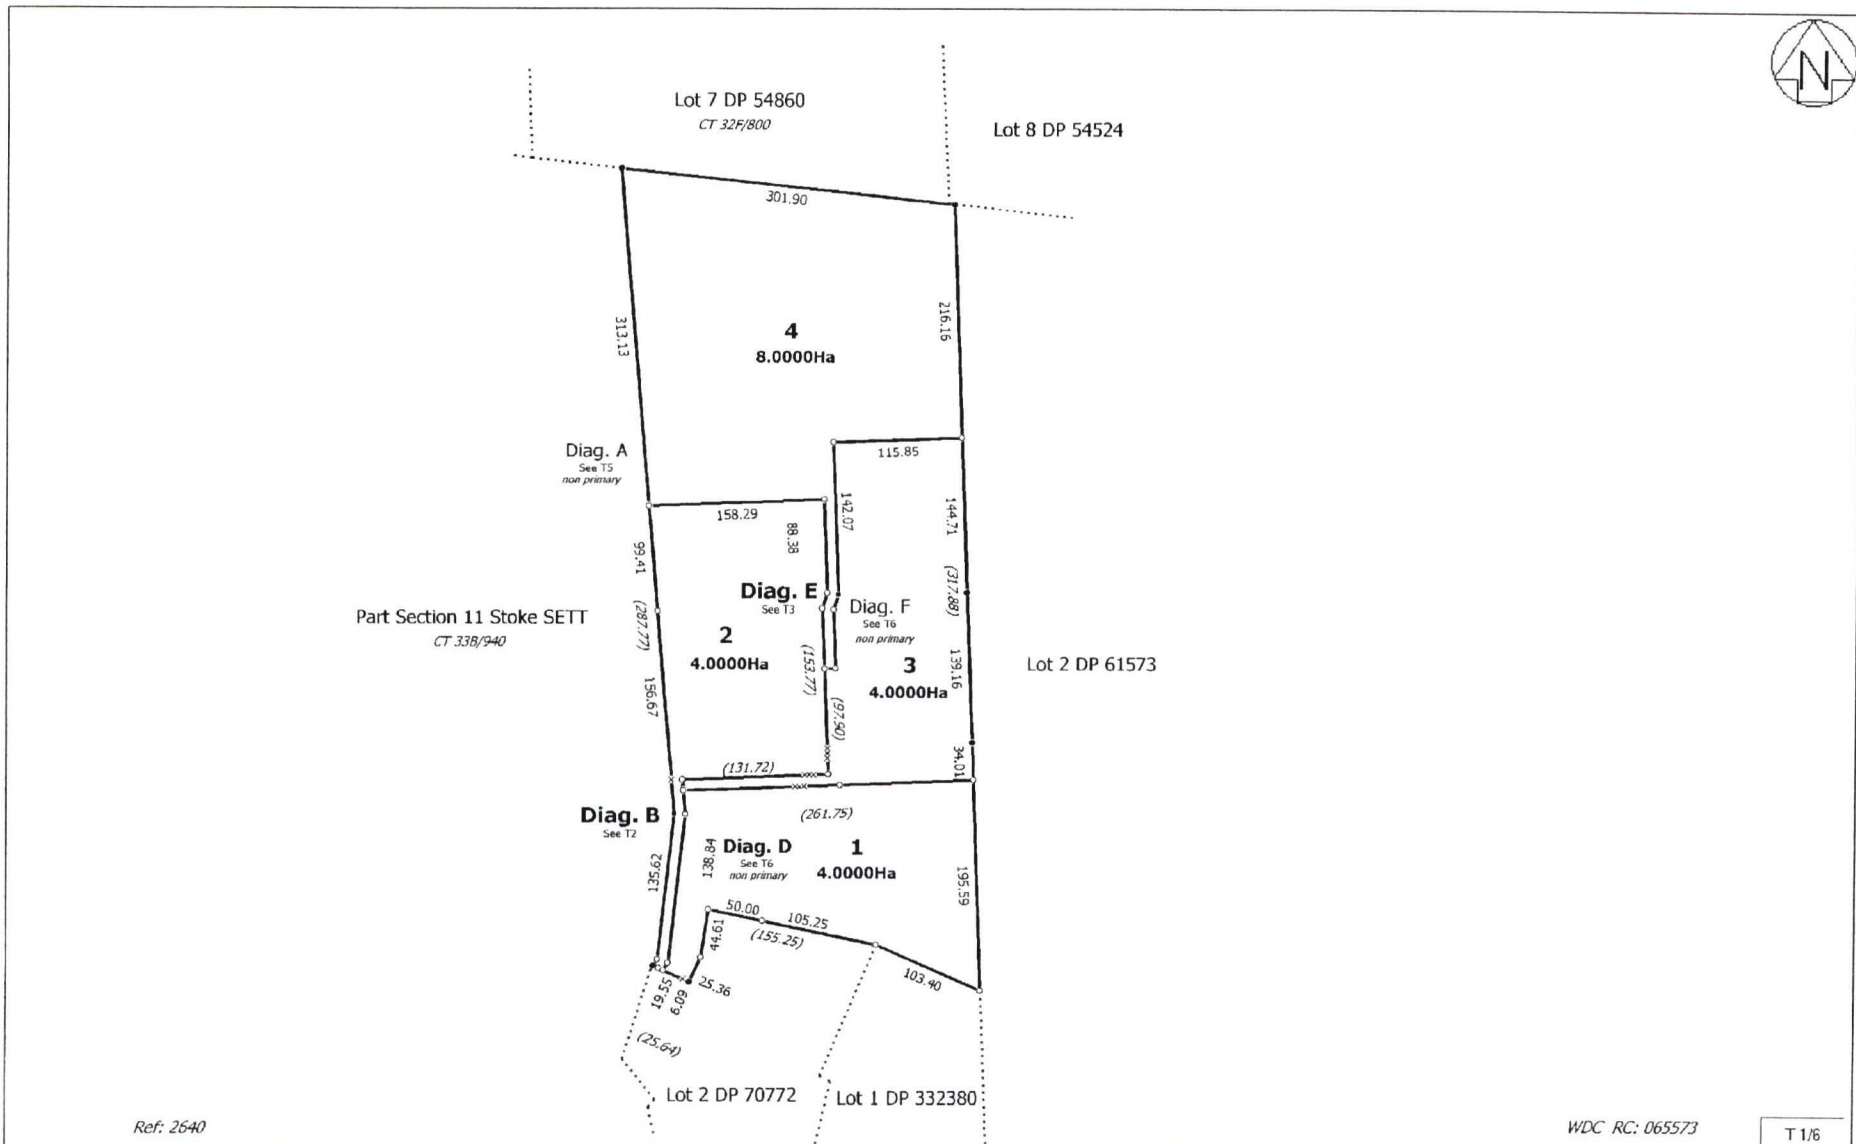 N
Lot 7 DP 54860
CT 32F/800
Lot 8 DP 54524
301.90
313.13
216.16
4
8.0000Ha
Diag. A
See T5
non primary
115.85
158.29
142.07
144.71
88.38
99.41
(317.88)
(287.77)
Diag. E
See T3
Diag. F
See T6
non primary
Part Section 11 Stoke SETT
CT 33B/940
2
4.0000Ha
(153.77)
3
4.0000Ha
139.16
Lot 2 DP 61573
156.67
(97.90)
34.01
(131.72)
Diag. B
See T2
(261.75)
Diag. D
See T6
non primary
1
4.0000Ha
138.84
135.62
195.59
50.00
105.25
(155.25)
44.61
103.40
25.36
19.55
6.09
(25.64)
Lot 2 DP 70772
Lot 1 DP 332380
Ref: 2640
WDC RC: 065573
T 1/6